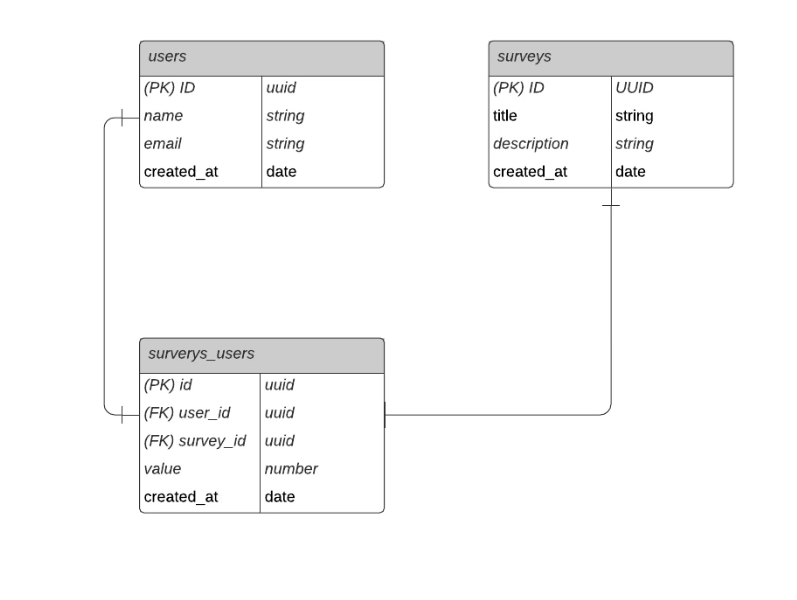 users
(PK) ID uuid
name string
email string
created_at date
surveys
(PK) ID UUID
title string
description string
created_at date
surverys_users
(PK) id uuid
(FK) user_id uuid
(FK) survey_id uuid
value number
created_at date